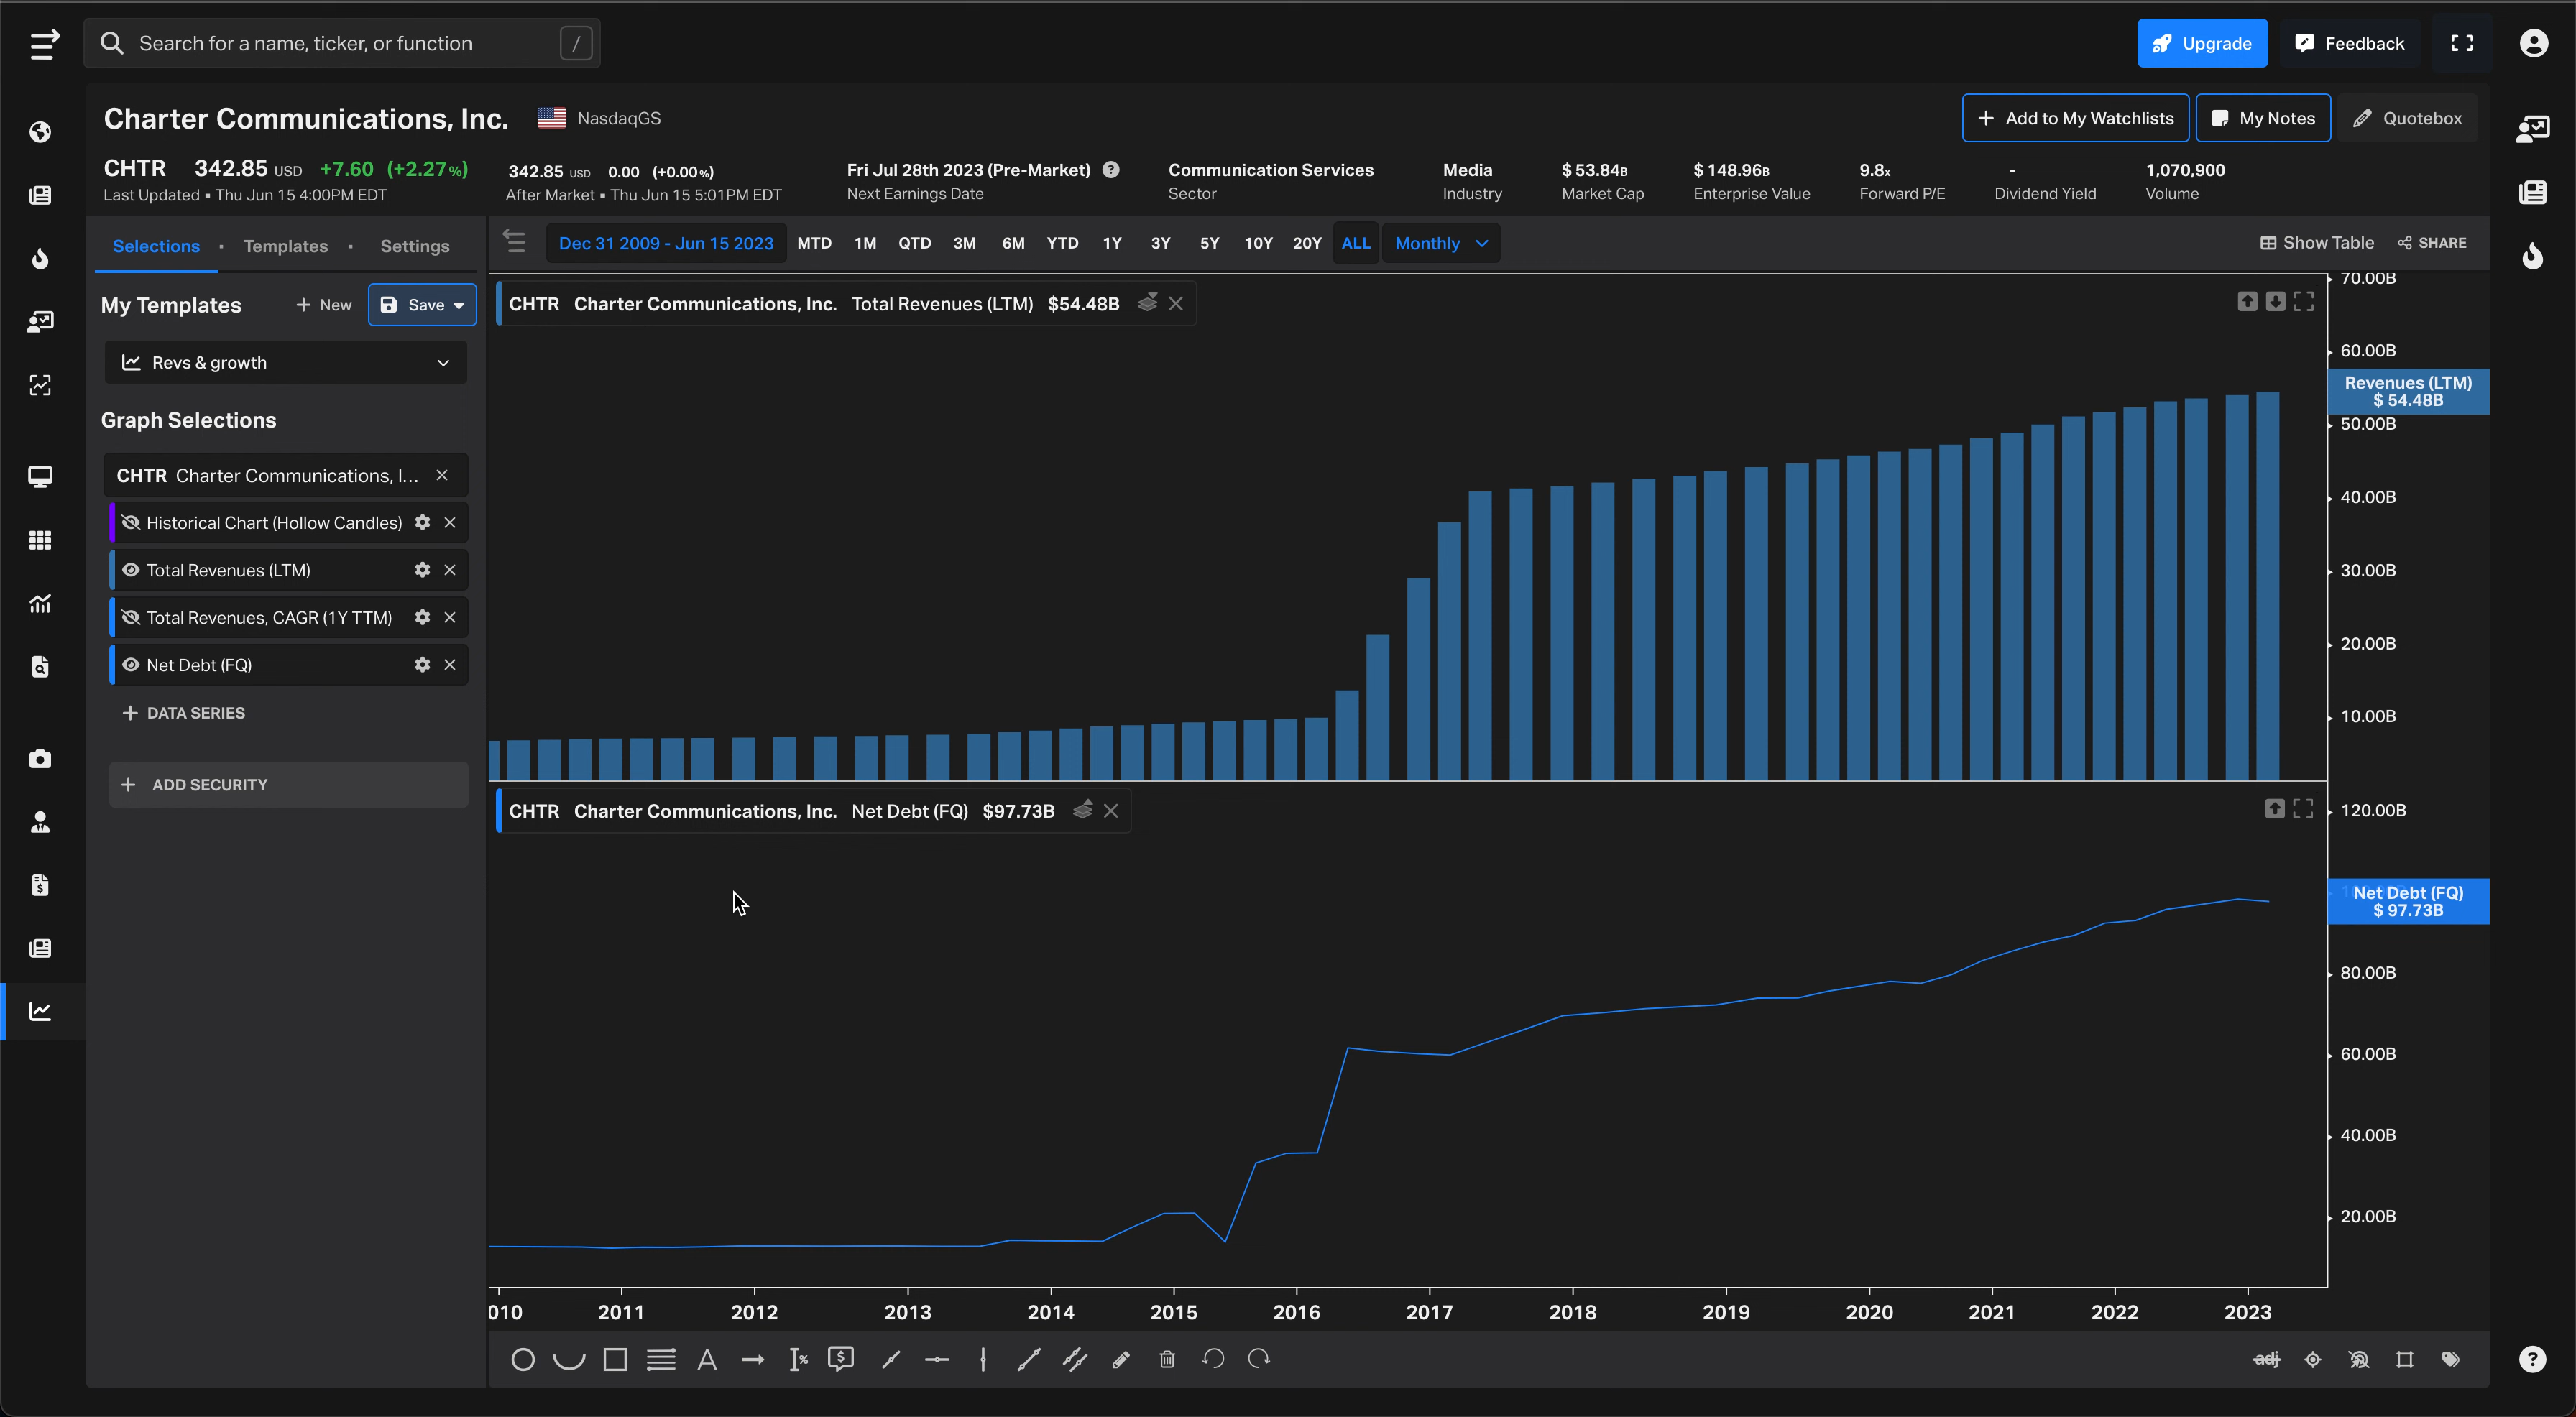 Search for a name, ticker, or function /
Upgrade Feedback
Charter Communications, Inc. NasdaqGS
+ Add to My Watchlists My Notes Quotebox
CHTR 342.85 USD +7.60 (+2.27%)
Last Updated ▪ Thu Jun 15 4:00PM EDT
342.85 USD 0.00 (+0.00%)
After Market ▪ Thu Jun 15 5:01PM EDT
Fri Jul 28th 2023 (Pre-Market) ?
Next Earnings Date
Communication Services
Sector
Media
Industry
$ 53.84B
Market Cap
$ 148.96B
Enterprise Value
9.8x
Forward P/E
-
Dividend Yield
1,070,900
Volume
Selections · Templates · Settings
Dec 31 2009 - Jun 15 2023 MTD 1M QTD 3M 6M YTD 1Y 3Y 5Y 10Y 20Y ALL Monthly
Show Table SHARE
My Templates + New Save
Revs & growth
Graph Selections
CHTR Charter Communications, I...
Historical Chart (Hollow Candles)
Total Revenues (LTM)
Total Revenues, CAGR (1Y TTM)
Net Debt (FQ)
+ DATA SERIES
+ ADD SECURITY
CHTR Charter Communications, Inc. Total Revenues (LTM) $54.48B
70.00B
60.00B
Revenues (LTM)
$ 54.48B
50.00B
40.00B
30.00B
20.00B
10.00B
CHTR Charter Communications, Inc. Net Debt (FQ) $97.73B
120.00B
Net Debt (FQ)
$ 97.73B
80.00B
60.00B
40.00B
20.00B
010 2011 2012 2013 2014 2015 2016 2017 2018 2019 2020 2021 2022 2023
A % $ adj ?